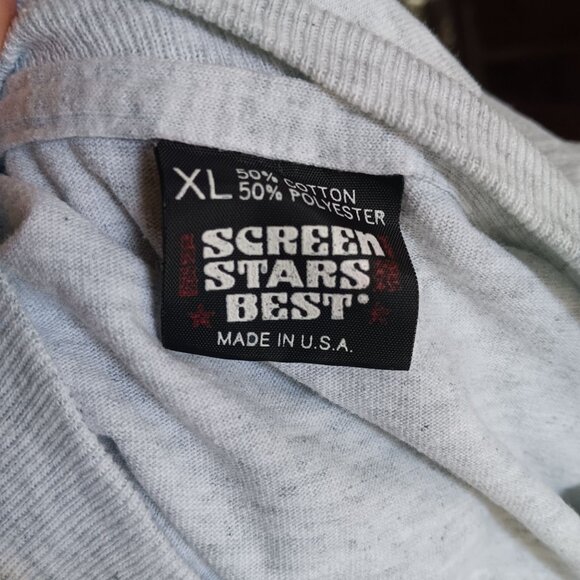 XL 50% COTTON
50% POLYESTER
SCREEN
STARS
BEST®
MADE IN U.S.A.